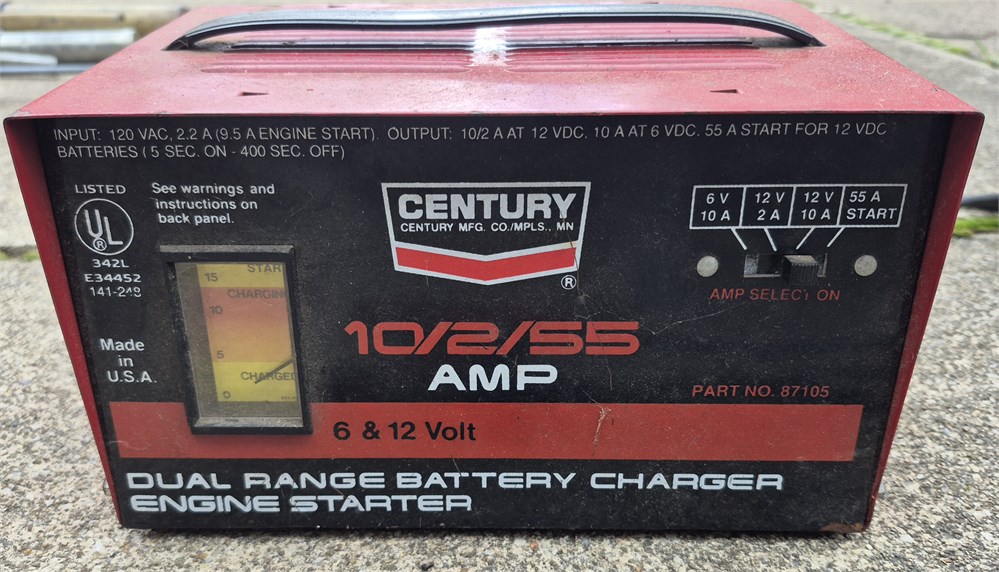 INPUT: 120 VAC, 2.2 A (9.5 A ENGINE START). OUTPUT: 10/2 A AT 12 VDC, 10 A AT 6 VDC. 55 A START FOR 12 VDC
BATTERIES (5 SEC. ON - 400 SEC. OFF)
LISTED
UL
®
342L
E34452
141-248
See warnings and
instructions on
back panel.
CENTURY
CENTURY MFG. CO./MPLS., MN
®
6 V
10 A
12 V
2 A
12 V
10 A
55 A
START
AMP SELECTION
START
15
CHARGING
10
5
CHARGED
0
Made
in
U.S.A.
10/2/55
AMP
PART NO. 87105
6 & 12 Volt
DUAL RANGE BATTERY CHARGER
ENGINE STARTER